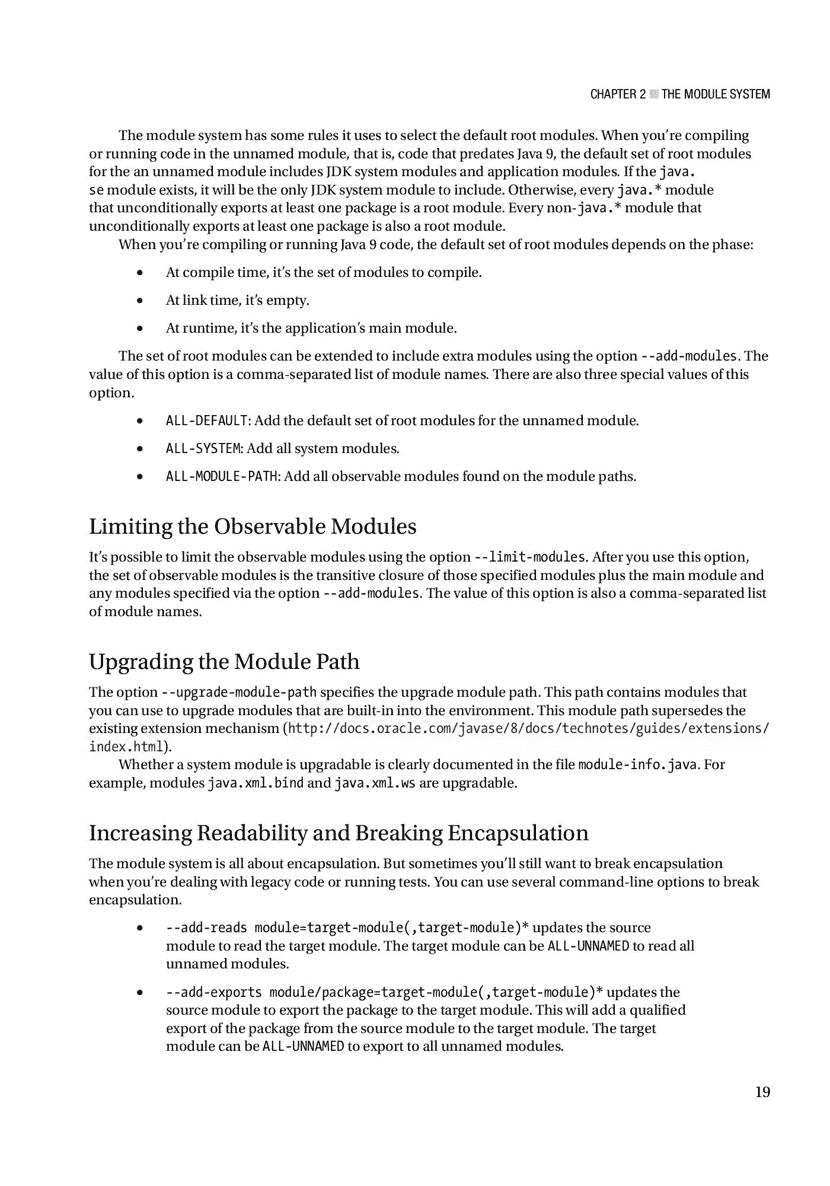 CHAPTER 2 ■ THE MODULE SYSTEM
The module system has some rules it uses to select the default root modules. When you're compiling
or running code in the unnamed module, that is, code that predates Java 9, the default set of root modules
for the an unnamed module includes JDK system modules and application modules. If the java.
se module exists, it will be the only JDK system module to include. Otherwise, every java.* module
that unconditionally exports at least one package is a root module. Every non-java.* module that
unconditionally exports at least one package is also a root module.
When you're compiling or running Java 9 code, the default set of root modules depends on the phase:
• At compile time, it's the set of modules to compile.
• At link time, it's empty.
• At runtime, it's the application's main module.
The set of root modules can be extended to include extra modules using the option --add-modules. The
value of this option is a comma-separated list of module names. There are also three special values of this
option.
• ALL-DEFAULT: Add the default set of root modules for the unnamed module.
• ALL-SYSTEM: Add all system modules.
• ALL-MODULE-PATH: Add all observable modules found on the module paths.
Limiting the Observable Modules
It's possible to limit the observable modules using the option --limit-modules. After you use this option,
the set of observable modules is the transitive closure of those specified modules plus the main module and
any modules specified via the option --add-modules. The value of this option is also a comma-separated list
of module names.
Upgrading the Module Path
The option --upgrade-module-path specifies the upgrade module path. This path contains modules that
you can use to upgrade modules that are built-in into the environment. This module path supersedes the
existing extension mechanism (http://docs.oracle.com/javase/8/docs/technotes/guides/extensions/
index.html).
Whether a system module is upgradable is clearly documented in the file module-info.java. For
example, modules java.xml.bind and java.xml.ws are upgradable.
Increasing Readability and Breaking Encapsulation
The module system is all about encapsulation. But sometimes you'll still want to break encapsulation
when you're dealing with legacy code or running tests. You can use several command-line options to break
encapsulation.
• --add-reads module=target-module(,target-module)* updates the source
module to read the target module. The target module can be ALL-UNNAMED to read all
unnamed modules.
• --add-exports module/package=target-module(,target-module)* updates the
source module to export the package to the target module. This will add a qualified
export of the package from the source module to the target module. The target
module can be ALL-UNNAMED to export to all unnamed modules.
19